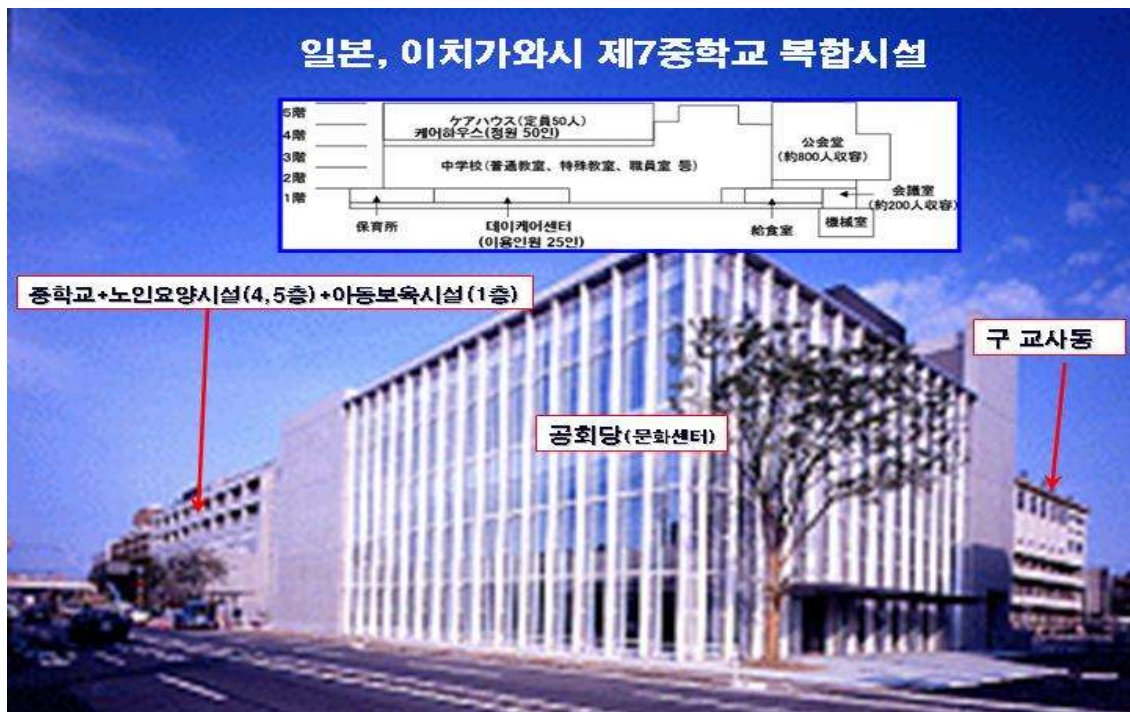 일본, 이치가와시 제7중학교 복합시설
5階
4階
3階
2階
1階
ケアハウス(定員50人)
케어하우스(정원 50인)
中学校(普通教室、特殊教室、職員室 등)
公会堂
(約800人収容)
会議室
(約200人収容)
保育所
데이케어센터
(이용인원 25인)
給食室
機械室
중학교+노인요양시설(4,5층)+아동보육시설(1층)
구 교사동
공회당(문화센터)